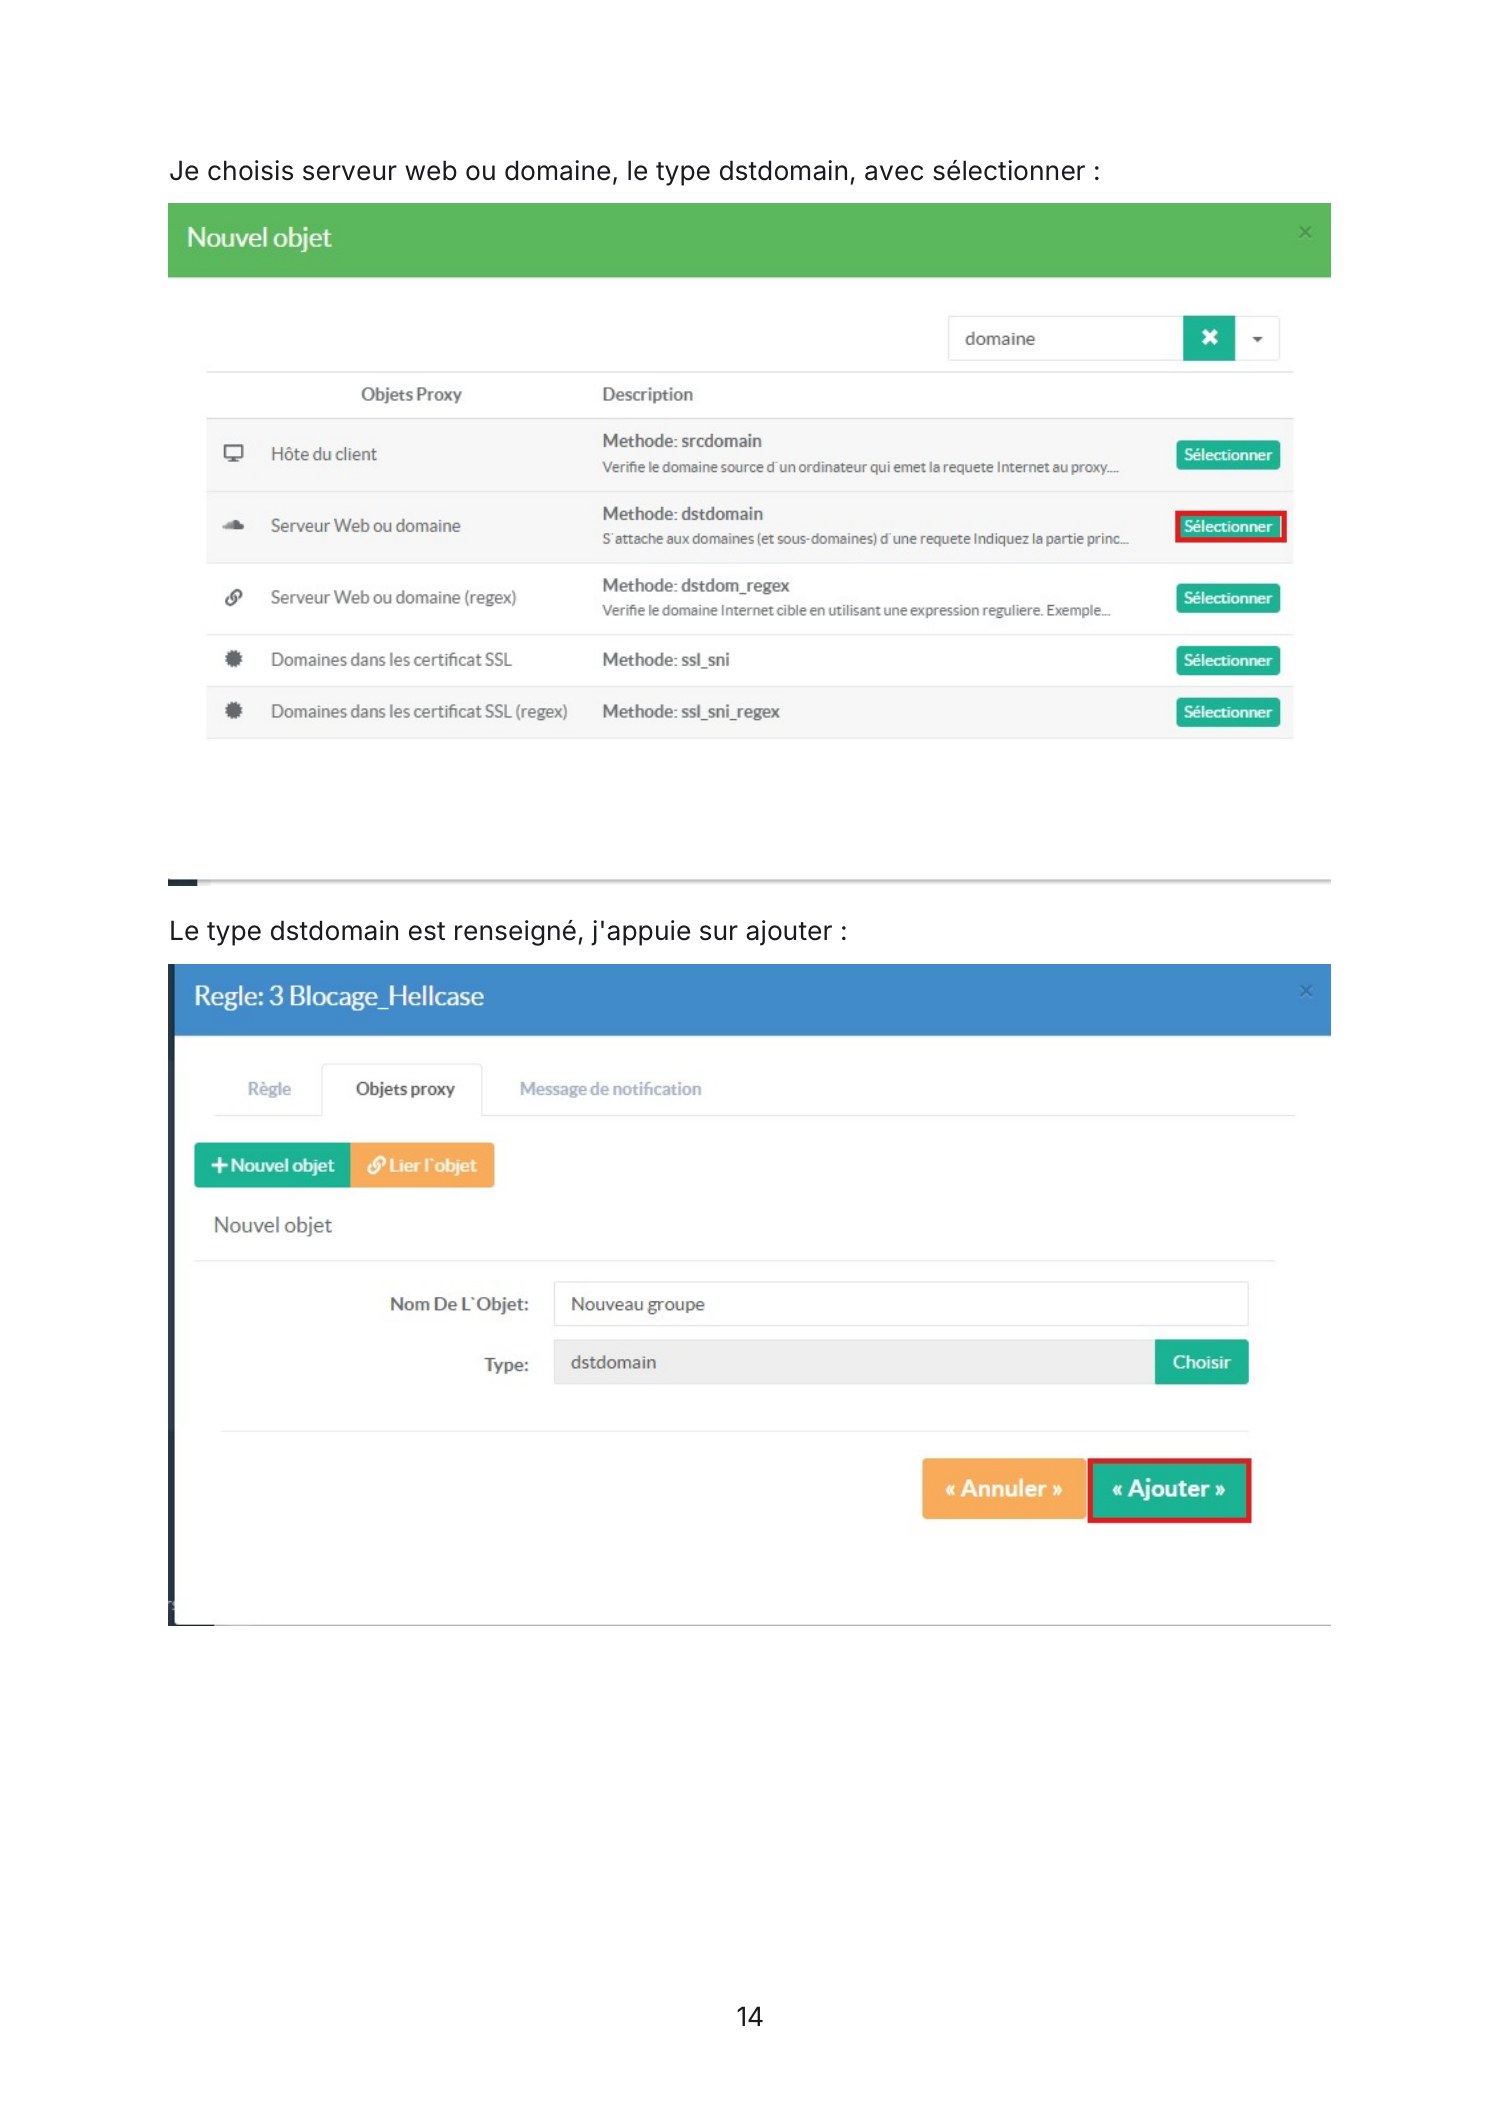 Je choisis serveur web ou domaine, le type dstdomain, avec sélectionner :
Nouvel objet ×
domaine
Objets Proxy Description
Hôte du client Methode: srcdomain Sélectionner
Verifie le domaine source d`un ordinateur qui emet la requete Internet au proxy....
Serveur Web ou domaine Methode: dstdomain Sélectionner
S`attache aux domaines (et sous-domaines) d`une requete Indiquez la partie princ...
Serveur Web ou domaine (regex) Methode: dstdom_regex Sélectionner
Verifie le domaine Internet cible en utilisant une expression reguliere. Exemple...
Domaines dans les certificat SSL Methode: ssl_sni Sélectionner
Domaines dans les certificat SSL (regex) Methode: ssl_sni_regex Sélectionner
Le type dstdomain est renseigné, j'appuie sur ajouter :
Regle: 3 Blocage_Hellcase ×
Règle Objets proxy Message de notification
+ Nouvel objet Lier l`objet
Nouvel objet
Nom De L`Objet: Nouveau groupe
Type: dstdomain Choisir
« Annuler » « Ajouter »
14